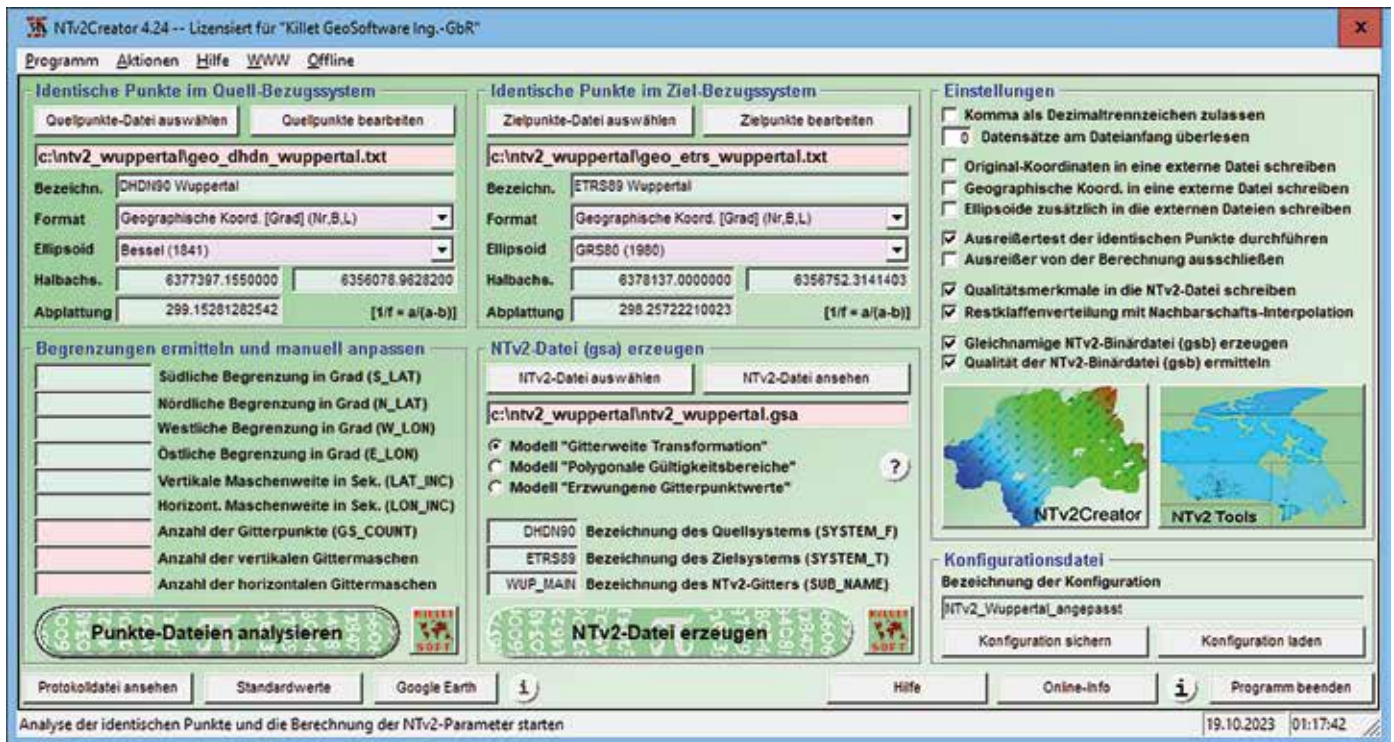 NTv2Creator 4.24 -- Lizensiert für "Killet GeoSoftware Ing.-GbR"
Programm Aktionen Hilfe WWW Offline
Identische Punkte im Quell-Bezugssystem
Quellpunkte-Datei auswählen Quellpunkte bearbeiten
c:\ntv2_wuppertal\geo_dhdn_wuppertal.txt
Bezeichn. DHDN90 Wuppertal
Format Geographische Koord. [Grad] (Nr,B,L)
Ellipsoid Bessel (1841)
Halbachs. 6377397.1550000 6356078.9628200
Abplattung 299.15281282542 [1/f = a/(a-b)]
Identische Punkte im Ziel-Bezugssystem
Zielpunkte-Datei auswählen Zielpunkte bearbeiten
c:\ntv2_wuppertal\geo_etrs_wuppertal.txt
Bezeichn. ETRS89 Wuppertal
Format Geographische Koord. [Grad] (Nr,B,L)
Ellipsoid GRS80 (1980)
Halbachs. 6378137.0000000 6356752.3141403
Abplattung 298.25722210023 [1/f = a/(a-b)]
Einstellungen
Komma als Dezimaltrennzeichen zulassen
0 Datensätze am Dateianfang überlesen
Original-Koordinaten in eine externe Datei schreiben
Geographische Koord. in eine externe Datei schreiben
Ellipsoide zusätzlich in die externen Dateien schreiben
Ausreißertest der identischen Punkte durchführen
Ausreißer von der Berechnung ausschließen
Qualitätsmerkmale in die NTv2-Datei schreiben
Restklaffenverteilung mit Nachbarschafts-Interpolation
Gleichnamige NTv2-Binärdatei (gsb) erzeugen
Qualität der NTv2-Binärdatei (gsb) ermitteln
NTv2Creator
NTv2 Tools
Begrenzungen ermitteln und manuell anpassen
Südliche Begrenzung in Grad (S_LAT)
Nördliche Begrenzung in Grad (N_LAT)
Westliche Begrenzung in Grad (W_LON)
Östliche Begrenzung in Grad (E_LON)
Vertikale Maschenweite in Sek. (LAT_INC)
Horizont. Maschenweite in Sek. (LON_INC)
Anzahl der Gitterpunkte (GS_COUNT)
Anzahl der vertikalen Gittermaschen
Anzahl der horizontalen Gittermaschen
Punkte-Dateien analysieren
KILLET
SOFT
NTv2-Datei (gsa) erzeugen
NTv2-Datei auswählen NTv2-Datei ansehen
c:\ntv2_wuppertal\ntv2_wuppertal.gsa
Modell "Gitterweite Transformation"
Modell "Polygonale Gültigkeitsbereiche"
Modell "Erzwungene Gitterpunktwerte"
?
DHDN90 Bezeichnung des Quellsystems (SYSTEM_F)
ETRS89 Bezeichnung des Zielsystems (SYSTEM_T)
WUP_MAIN Bezeichnung des NTv2-Gitters (SUB_NAME)
NTv2-Datei erzeugen
KILLET
SOFT
Konfigurationsdatei
Bezeichnung der Konfiguration
NTv2_Wuppertal_angepasst
Konfiguration sichern Konfiguration laden
Protokolldatei ansehen Standardwerte Google Earth i Hilfe Online-Info i Programm beenden
Analyse der identischen Punkte und die Berechnung der NTv2-Parameter starten 19.10.2023 01:17:42